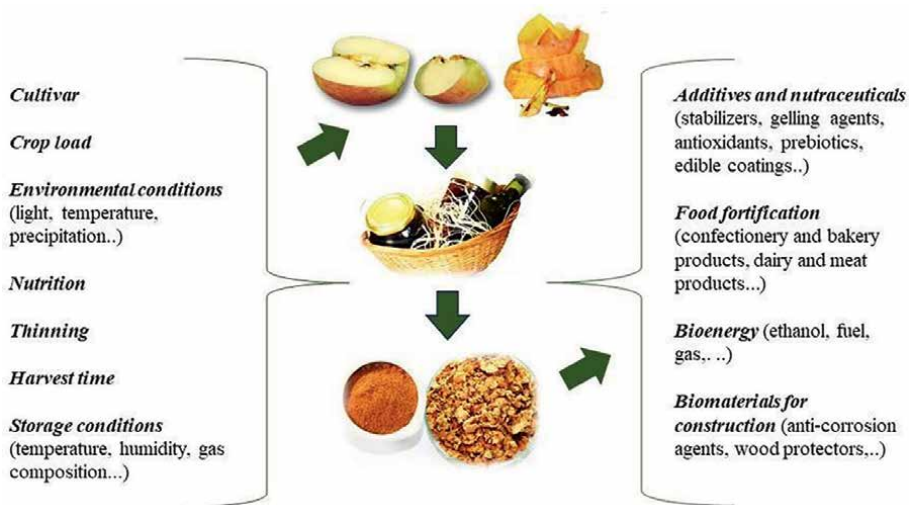 Cultivar
Crop load
Environmental conditions
(light, temperature,
precipitation..)
Nutrition
Thinning
Harvest time
Storage conditions
(temperature, humidity, gas
composition...)
Additives and nutraceuticals
(stabilizers, gelling agents,
antioxidants, prebiotics,
edible coatings..)
Food fortification
(confectionery and bakery
products, dairy and meat
products...)
Bioenergy (ethanol, fuel,
gas,. ..)
Biomaterials for
construction (anti-corrosion
agents, wood protectors,..)